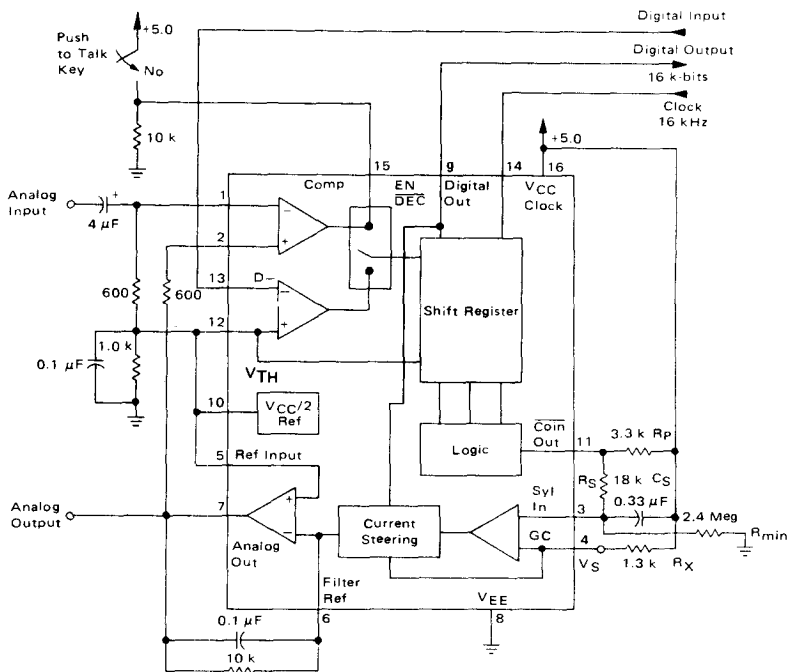 Digital Input
+5.0
Push
to Talk
Key
No
Digital Output
16 k-bits
Clock
16 kHz
10 k
+5.0
15
9
14
16
Comp
EN
DEC
Digital
Out
VCC
Clock
Analog
Input
+
4 µF
1
−
2
+
13
D−
−
600
600
12
+
Shift Register
0.1 µF
1.0 k
VTH
10
VCC/2
Ref
Logic
Coin
Out
11
3.3 k RP
5
Ref Input
RS
18 k
CS
0.33 µF
Syl
In
3
2.4 Meg
Rmin
Analog
Output
7
+
−
Analog
Out
Current
Steering
GC
4
VS
1.3 k
RX
Filter
Ref
6
VEE
8
0.1 µF
10 k